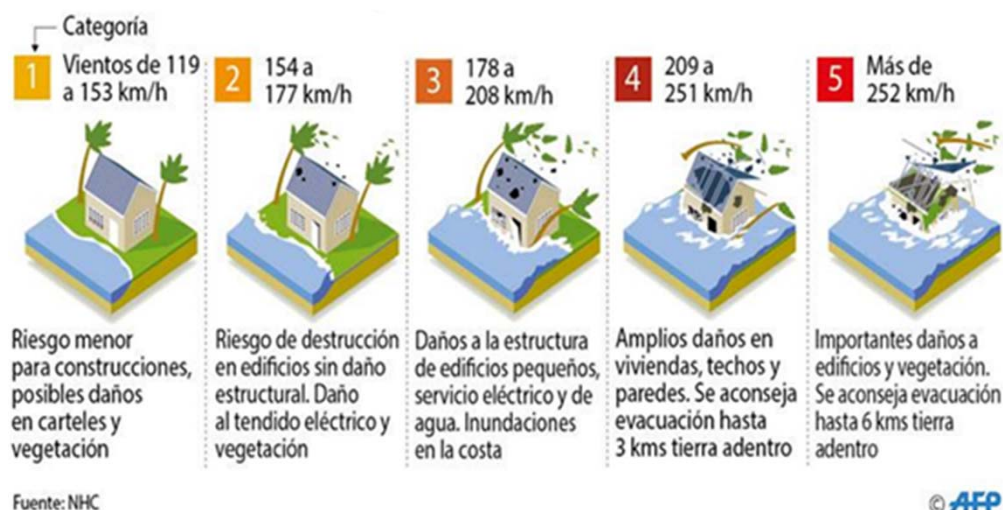 Categoría
1 Vientos de 119
a 153 km/h
2 154 a
177 km/h
3 178 a
208 km/h
4 209 a
251 km/h
5 Más de
252 km/h
Riesgo menor
para construcciones,
posibles daños
en carteles y
vegetación
Riesgo de destrucción
en edificios sin daño
estructural. Daño
al tendido eléctrico y
vegetación
Daños a la estructura
de edificios pequeños,
servicio eléctrico y de
agua. Inundaciones
en la costa
Amplios daños en
viviendas, techos y
paredes. Se aconseja
evacuación hasta
3 kms tierra adentro
Importantes daños a
edificios y vegetación.
Se aconseja evacuación
hasta 6 kms tierra
adentro
Fuente: NHC
© AFP